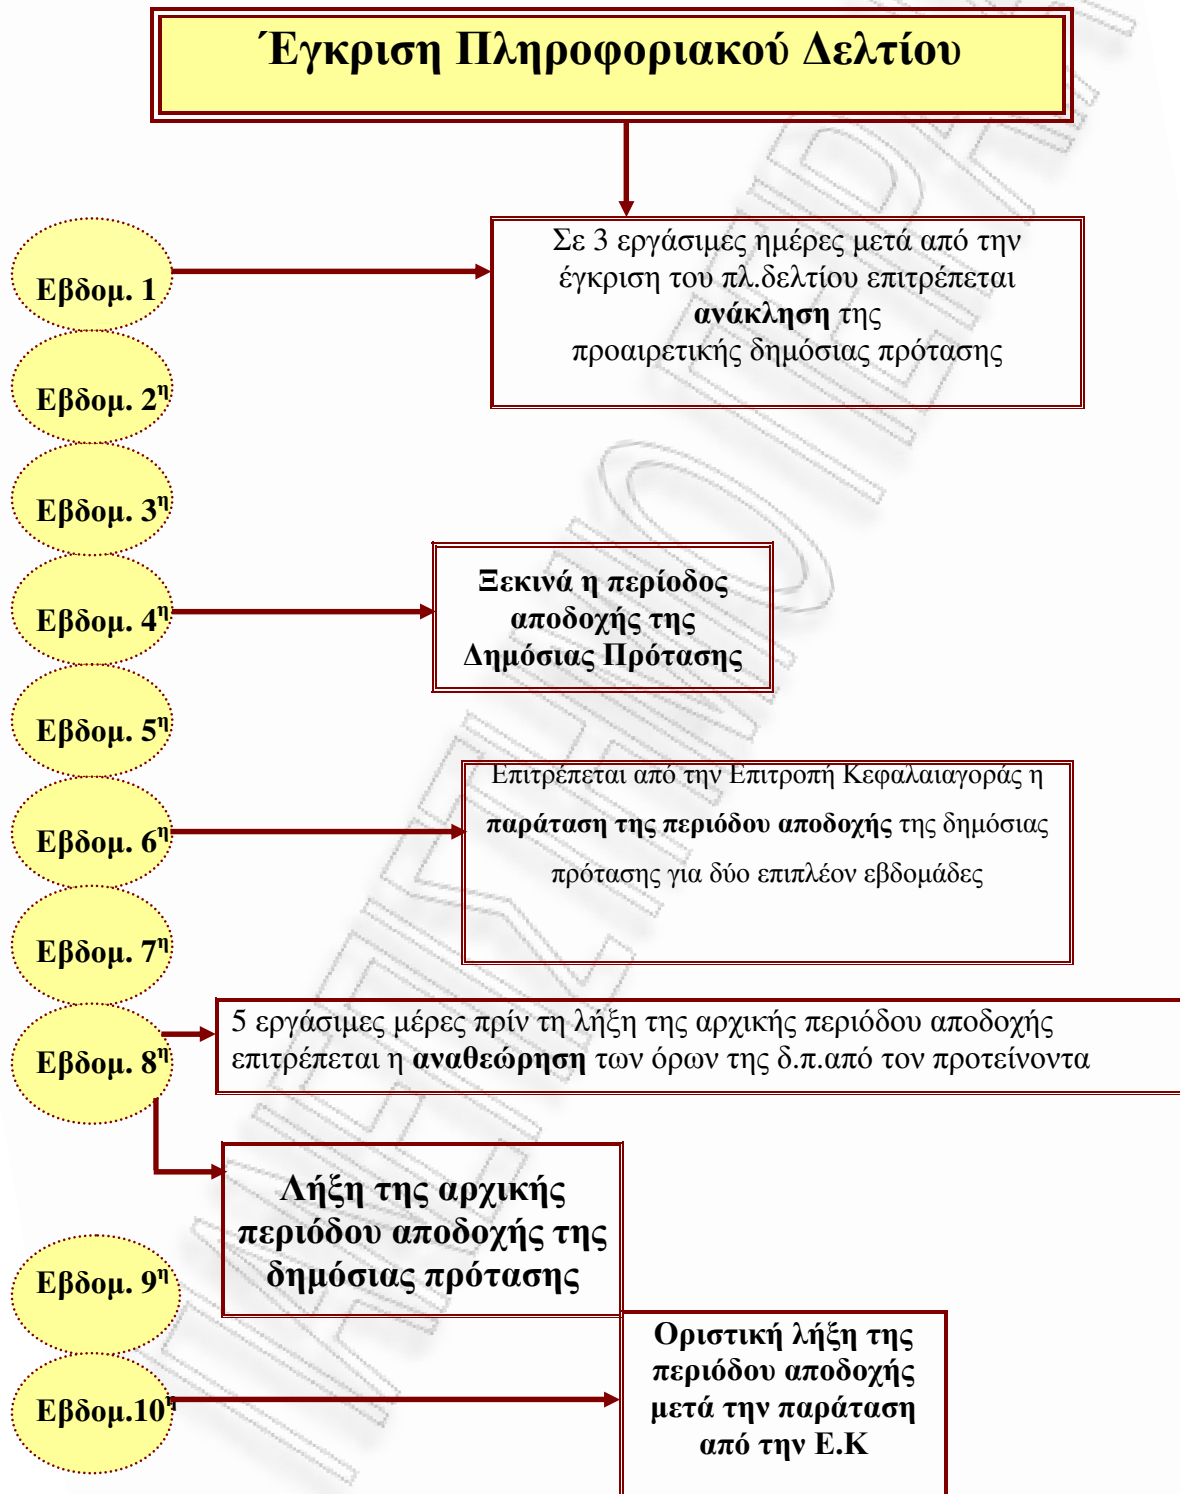 Έγκριση Πληροφοριακού Δελτίου
Εβδομ. 1
Σε 3 εργάσιμες ημέρες μετά από την
έγκριση του πλ.δελτίου επιτρέπεται
ανάκληση της
προαιρετικής δημόσιας πρότασης
Εβδομ. 2η
Εβδομ. 3η
Εβδομ. 4η
Ξεκινά η περίοδος
αποδοχής της
Δημόσιας Πρότασης
Εβδομ. 5η
Εβδομ. 6η
Επιτρέπεται από την Επιτροπή Κεφαλαιαγοράς η
παράταση της περιόδου αποδοχής της δημόσιας
πρότασης για δύο επιπλέον εβδομάδες
Εβδομ. 7η
Εβδομ. 8η
5 εργάσιμες μέρες πρίν τη λήξη της αρχικής περιόδου αποδοχής
επιτρέπεται η αναθεώρηση των όρων της δ.π.από τον προτείνοντα
Λήξη της αρχικής
περιόδου αποδοχής της
δημόσιας πρότασης
Εβδομ. 9η
Εβδομ.10η
Οριστική λήξη της
περιόδου αποδοχής
μετά την παράταση
από την Ε.Κ